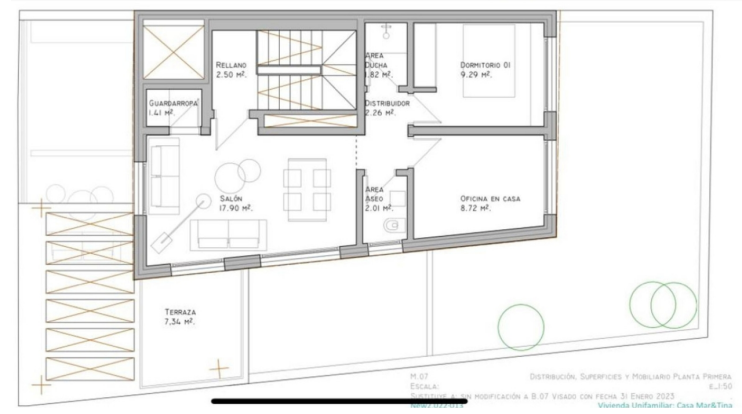 RELLANO
2.50 M².
AREA
DUCHA
1.82 M².
DORMITORIO 01
9.29 M².
GUARDARROPA
1.41 M².
DISTRIBUIDOR
2.26 M².
SALÓN
17.90 M².
AREA
ASEO
2.01 M².
OFICINA EN CASA
8.72 M².
TERRAZA
7,34 M².
M.07
DISTRIBUCIÓN, SUPERFICIES Y MOBILIARIO PLANTA PRIMERA
ESCALA:
E_1:50
SUSTITUYE A: SIN MODIFICACIÓN A B.07 VISADO CON FECHA 31 ENERO 2023
Vivienda Unifamiliar: Casa Mar&Tina